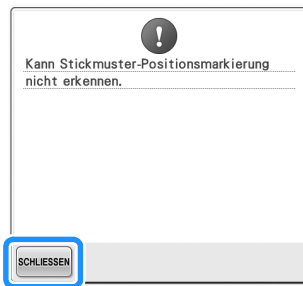 Kann Stickmuster-Positionsmarkierung
nicht erkennen.
SCHLIESSEN